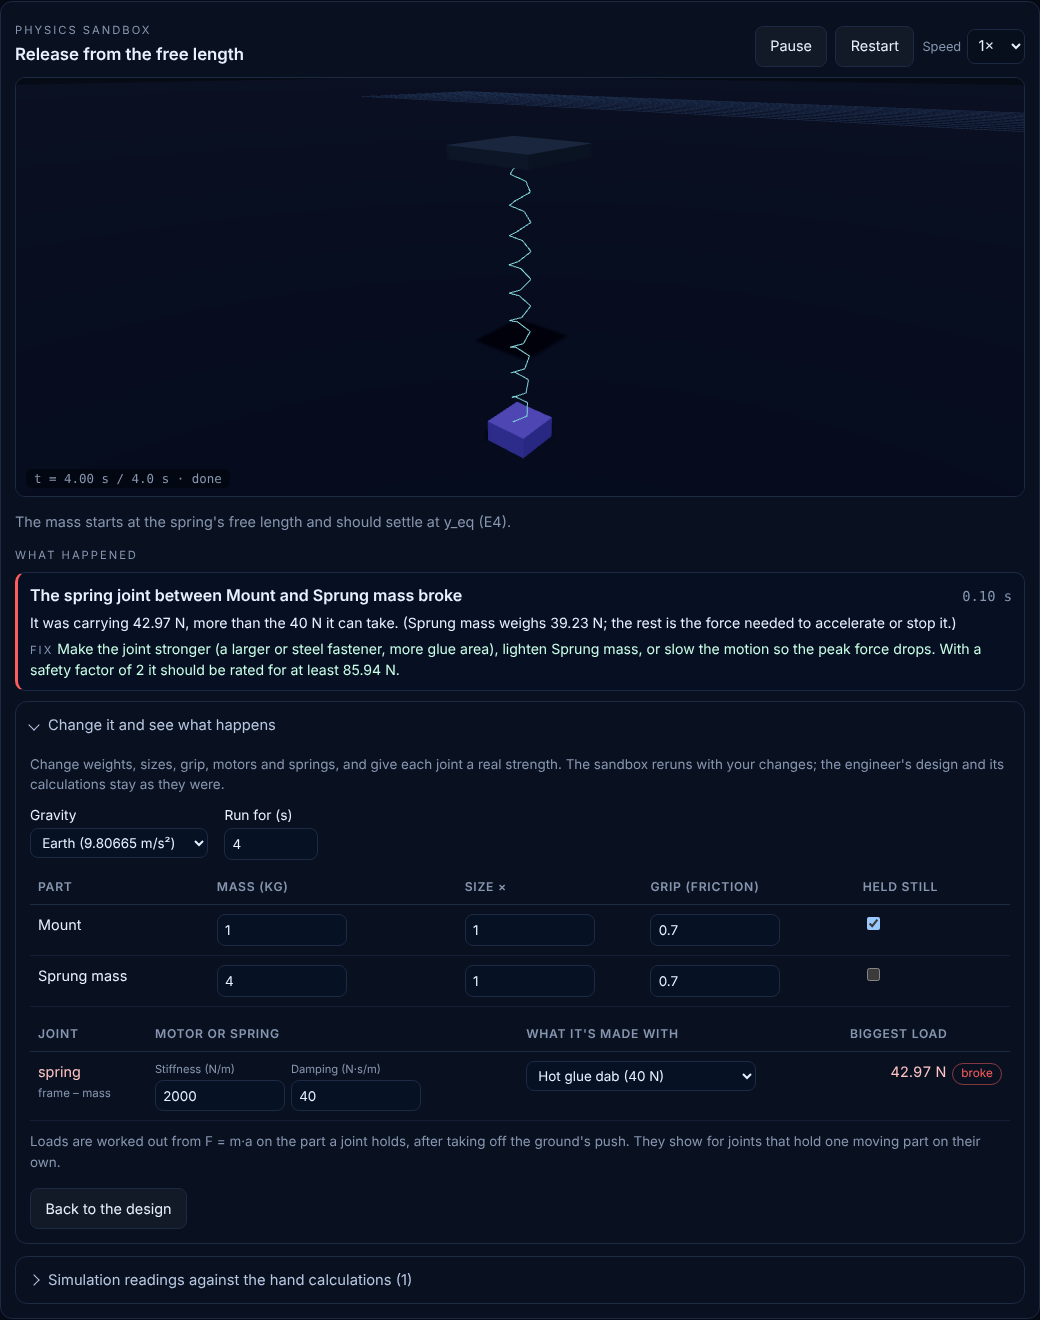 PHYSICS SANDBOX
Release from the free length
Pause
Restart
Speed
1×
t = 4.00 s / 4.0 s · done
The mass starts at the spring's free length and should settle at y_eq (E4).
WHAT HAPPENED
The spring joint between Mount and Sprung mass broke
0.10 s
It was carrying 42.97 N, more than the 40 N it can take. (Sprung mass weighs 39.23 N; the rest is the force needed to accelerate or stop it.)
FIX Make the joint stronger (a larger or steel fastener, more glue area), lighten Sprung mass, or slow the motion so the peak force drops. With a
safety factor of 2 it should be rated for at least 85.94 N.
Change it and see what happens
Change weights, sizes, grip, motors and springs, and give each joint a real strength. The sandbox reruns with your changes; the engineer's design and its
calculations stay as they were.
Gravity
Run for (s)
Earth (9.80665 m/s²)
4
PART
MASS (KG)
SIZE ×
GRIP (FRICTION)
HELD STILL
Mount
1
1
0.7
Sprung mass
4
1
0.7
JOINT
MOTOR OR SPRING
WHAT IT'S MADE WITH
BIGGEST LOAD
spring
Stiffness (N/m)
Damping (N·s/m)
Hot glue dab (40 N)
42.97 N
broke
frame – mass
2000
40
Loads are worked out from F = m·a on the part a joint holds, after taking off the ground's push. They show for joints that hold one moving part on their
own.
Back to the design
Simulation readings against the hand calculations (1)